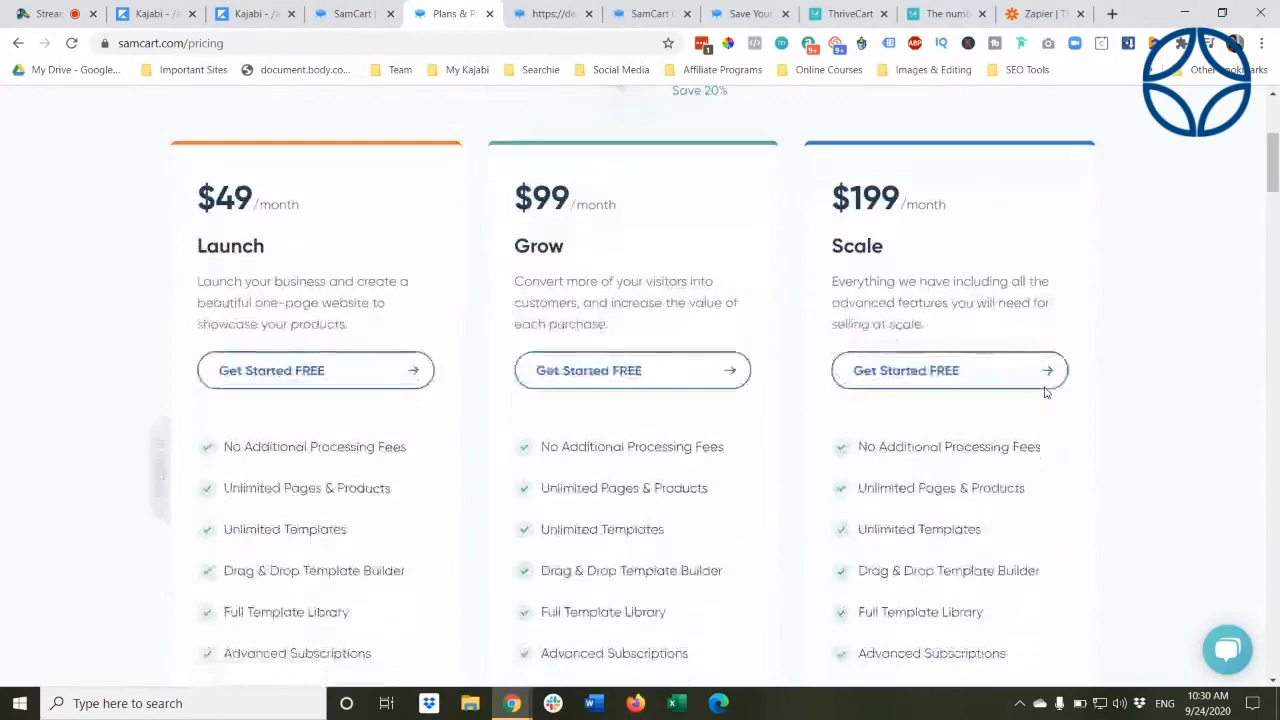 Strea
Kajabi - /a
Kajabi - /a
SamCart |
Plans & P
https://de
SamCart
Save Your
ThriveCart
The numb
Zapier | T
samcart.com/pricing
1
9+
9+
ABP
IQ
My Drive - Google...
Important Sites
document.body.co...
Team
My Kajabi
Searchie
Social Media
Affiliate Programs
Online Courses
Images & Editing
SEO Tools
Other bookmarks
Save 20%
$49/month
$99/month
$199/month
Launch
Grow
Scale
Launch your business and create a
beautiful one-page website to
showcase your products.
Convert more of your visitors into
customers, and increase the value of
each purchase.
Everything we have including all the
advanced features you will need for
selling at scale.
Get Started FREE
Get Started FREE
Get Started FREE
No Additional Processing Fees
No Additional Processing Fees
No Additional Processing Fees
Unlimited Pages & Products
Unlimited Pages & Products
Unlimited Pages & Products
Unlimited Templates
Unlimited Templates
Unlimited Templates
Drag & Drop Template Builder
Drag & Drop Template Builder
Drag & Drop Template Builder
Full Template Library
Full Template Library
Full Template Library
Advanced Subscriptions
Advanced Subscriptions
Advanced Subscriptions
Type here to search
ENG
10:30 AM
9/24/2020